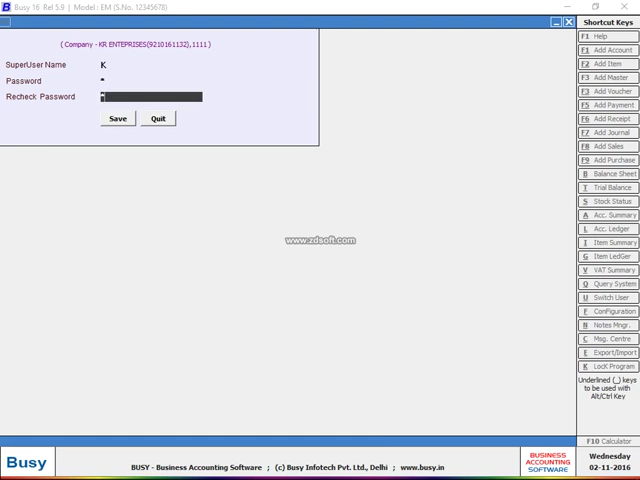 Busy 16 Rel 5.9 | Model : EM (S.No. 12345678)
( Company - KR ENTEPRISES(9210161132),1111 )
SuperUser Name K
Password *
Recheck Password *
Save Quit
www.zdsoft.com
Shortcut Keys
F1 Help
F1 Add Account
F2 Add Item
F3 Add Master
F3 Add Voucher
F5 Add Payment
F6 Add Receipt
F7 Add Journal
F8 Add Sales
F9 Add Purchase
B Balance Sheet
T Trial Balance
S Stock Status
A Acc. Summary
L Acc. Ledger
I Item Summary
G Item LedGer
V VAT Summary
Q Query System
U Switch User
F ConFiguration
N Notes Mngr.
C Msg. Centre
E Export/Import
K LocK Program
Underlined (_) keys
to be used with
Alt/Ctrl Key
F10 Calculator
Busy
BUSY - Business Accounting Software ; (c) Busy Infotech Pvt. Ltd., Delhi ; www.busy.in
BUSINESS
ACCOUNTING
SOFTWARE
Wednesday
02-11-2016